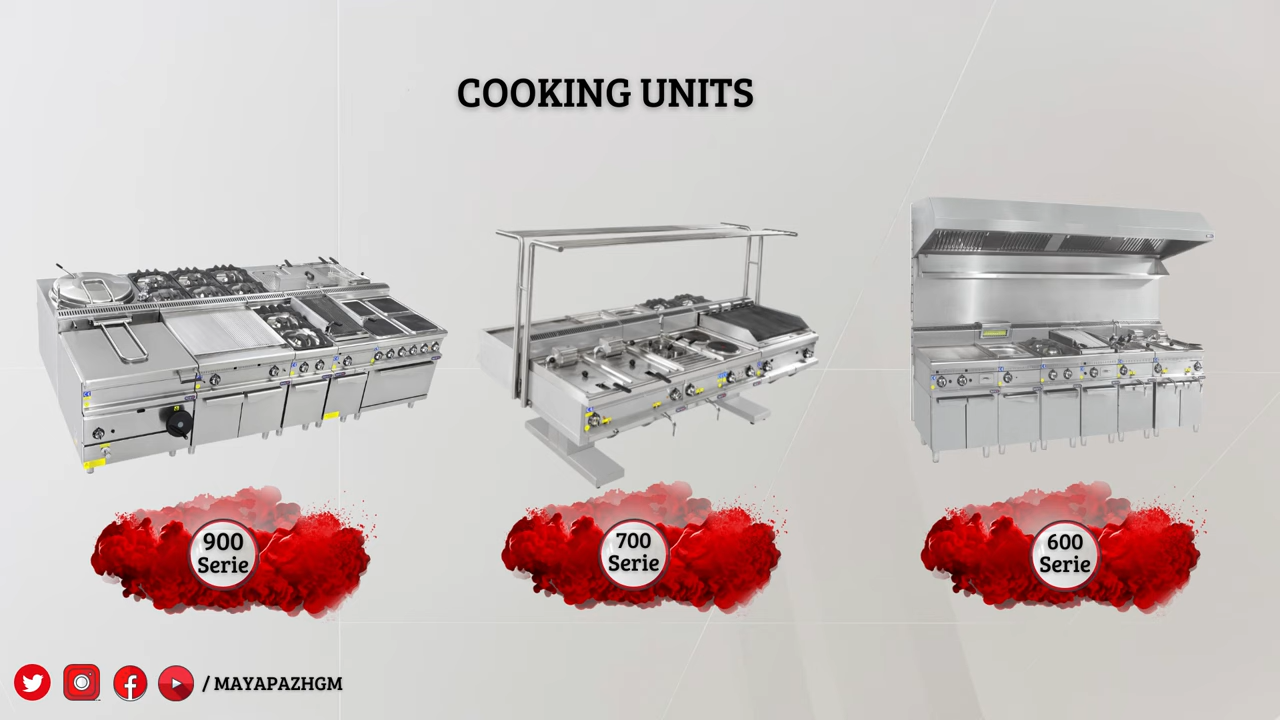 COOKING UNITS
900
Serie
700
Serie
600
Serie
/ MAYAPAZHGM